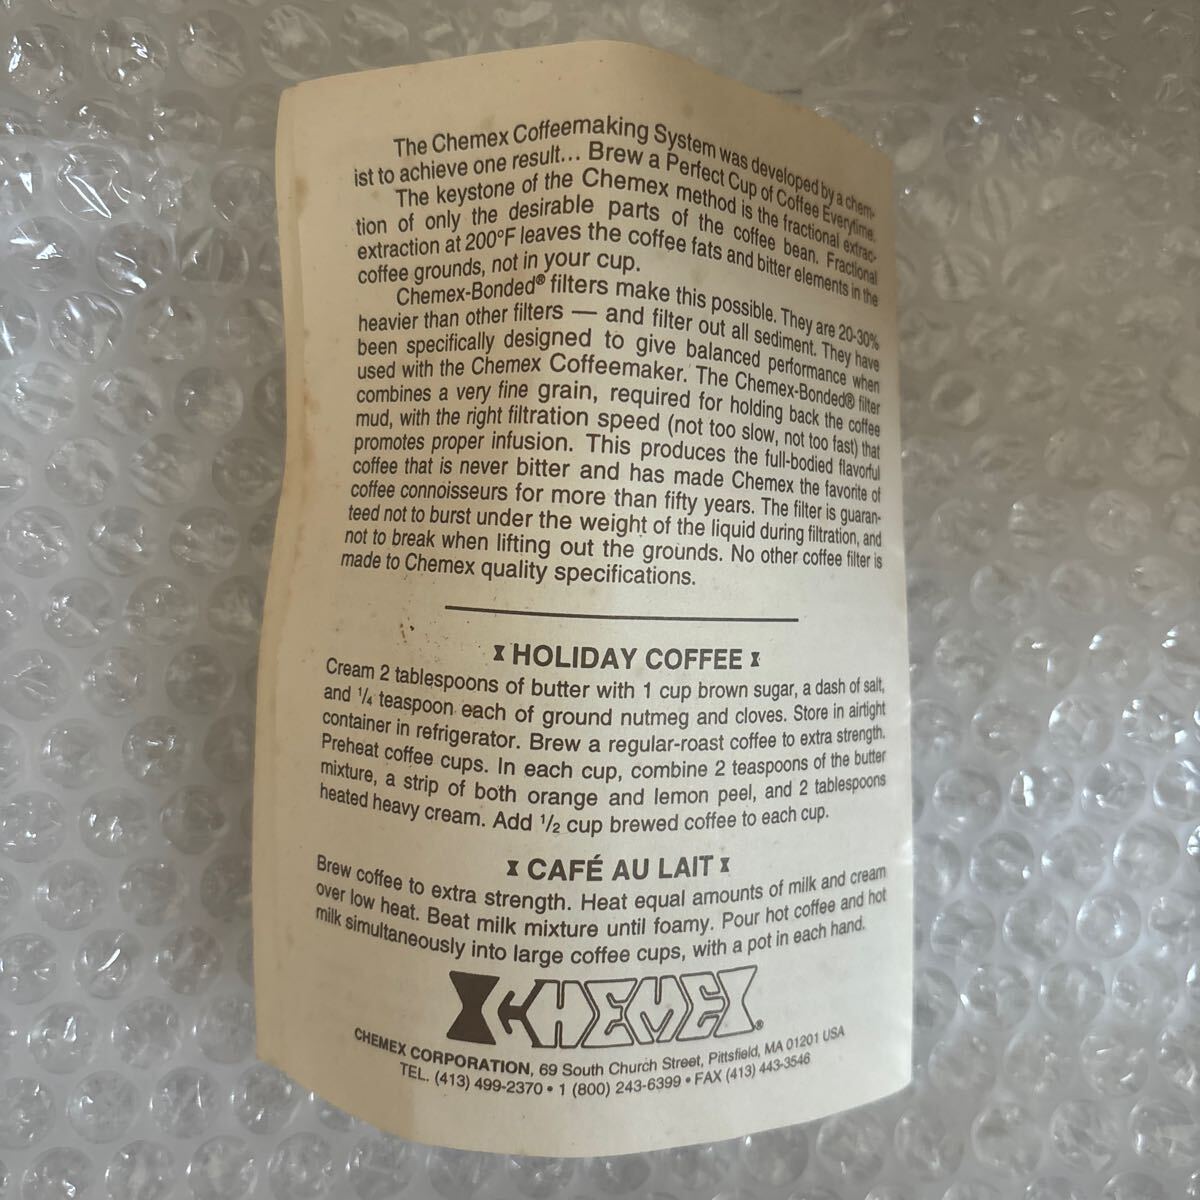 The Chemex Coffeemaking System was developed by a chem-
ist to achieve one result... Brew a Perfect Cup of Coffee Everytime.
The keystone of the Chemex method is the fractional extrac-
tion of only the desirable parts of the coffee bean. Fractional
extraction at 200°F leaves the coffee fats and bitter elements in the
coffee grounds, not in your cup.
Chemex-Bonded® filters make this possible. They are 20-30%
heavier than other filters — and filter out all sediment. They have
been specifically designed to give balanced performance when
used with the Chemex Coffeemaker. The Chemex-Bonded® filter
combines a very fine grain, required for holding back the coffee
mud, with the right filtration speed (not too slow, not too fast) that
promotes proper infusion. This produces the full-bodied flavorful
coffee that is never bitter and has made Chemex the favorite of
coffee connoisseurs for more than fifty years. The filter is guaran-
teed not to burst under the weight of the liquid during filtration, and
not to break when lifting out the grounds. No other coffee filter is
made to Chemex quality specifications.
HOLIDAY COFFEE
Cream 2 tablespoons of butter with 1 cup brown sugar, a dash of salt,
and 1/4 teaspoon each of ground nutmeg and cloves. Store in airtight
container in refrigerator. Brew a regular-roast coffee to extra strength.
Preheat coffee cups. In each cup, combine 2 teaspoons of the butter
mixture, a strip of both orange and lemon peel, and 2 tablespoons
heated heavy cream. Add 1/2 cup brewed coffee to each cup.
CAFÉ AU LAIT
Brew coffee to extra strength. Heat equal amounts of milk and cream
over low heat. Beat milk mixture until foamy. Pour hot coffee and hot
milk simultaneously into large coffee cups, with a pot in each hand.
CHEMEX®
CHEMEX CORPORATION, 69 South Church Street, Pittsfield, MA 01201 USA
TEL. (413) 499-2370 • 1 (800) 243-6399 • FAX (413) 443-3546